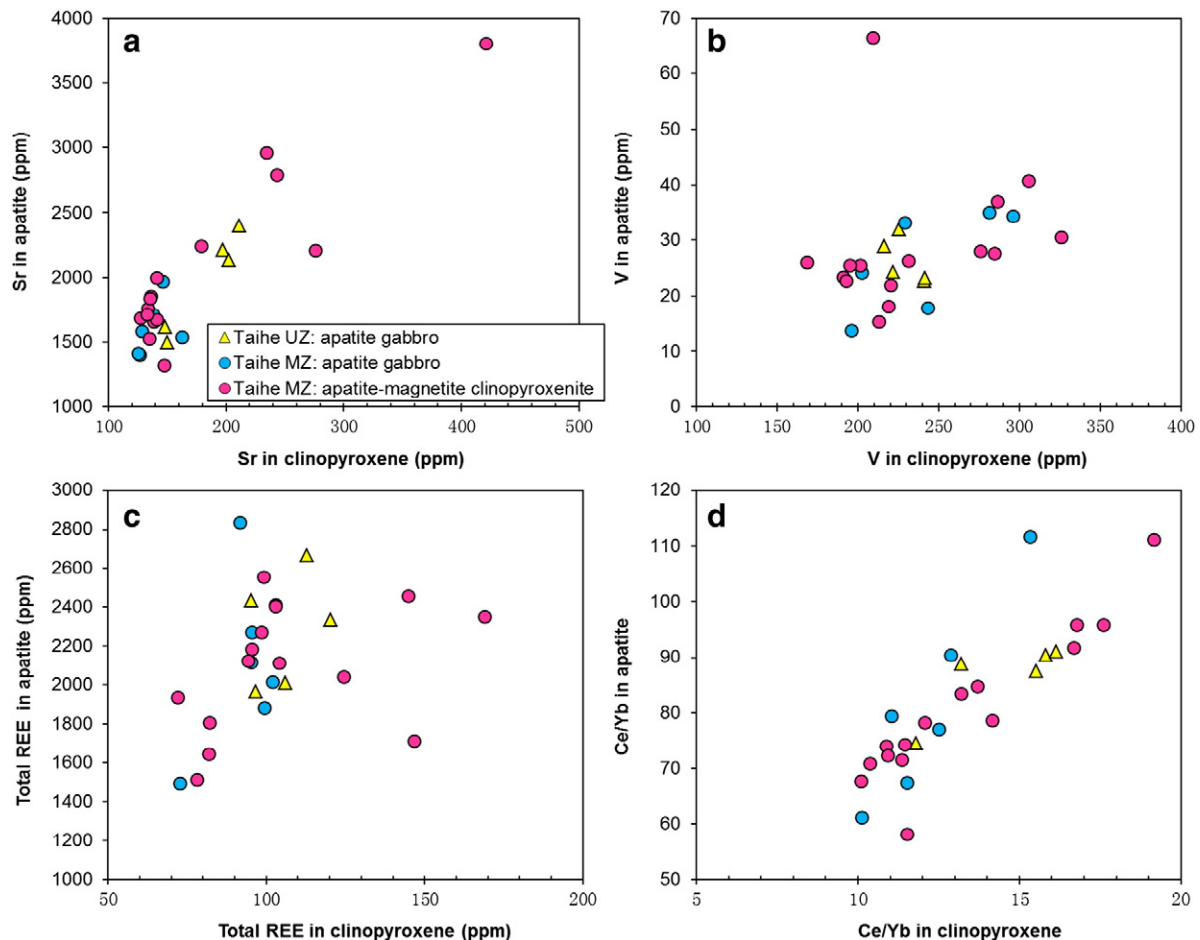 a
4000
3500
3000
2500
2000
1500
1000
Sr in apatite (ppm)
100 200 300 400 500
Sr in clinopyroxene (ppm)
Taihe UZ: apatite gabbro
Taihe MZ: apatite gabbro
Taihe MZ: apatite-magnetite clinopyroxenite
b
70
60
50
40
30
20
10
0
V in apatite (ppm)
100 150 200 250 300 350 400
V in clinopyroxene (ppm)
c
3000
2800
2600
2400
2200
2000
1800
1600
1400
1200
1000
Total REE in apatite (ppm)
50 100 150 200
Total REE in clinopyroxene (ppm)
d
120
110
100
90
80
70
60
50
Ce/Yb in apatite
5 10 15 20
Ce/Yb in clinopyroxene